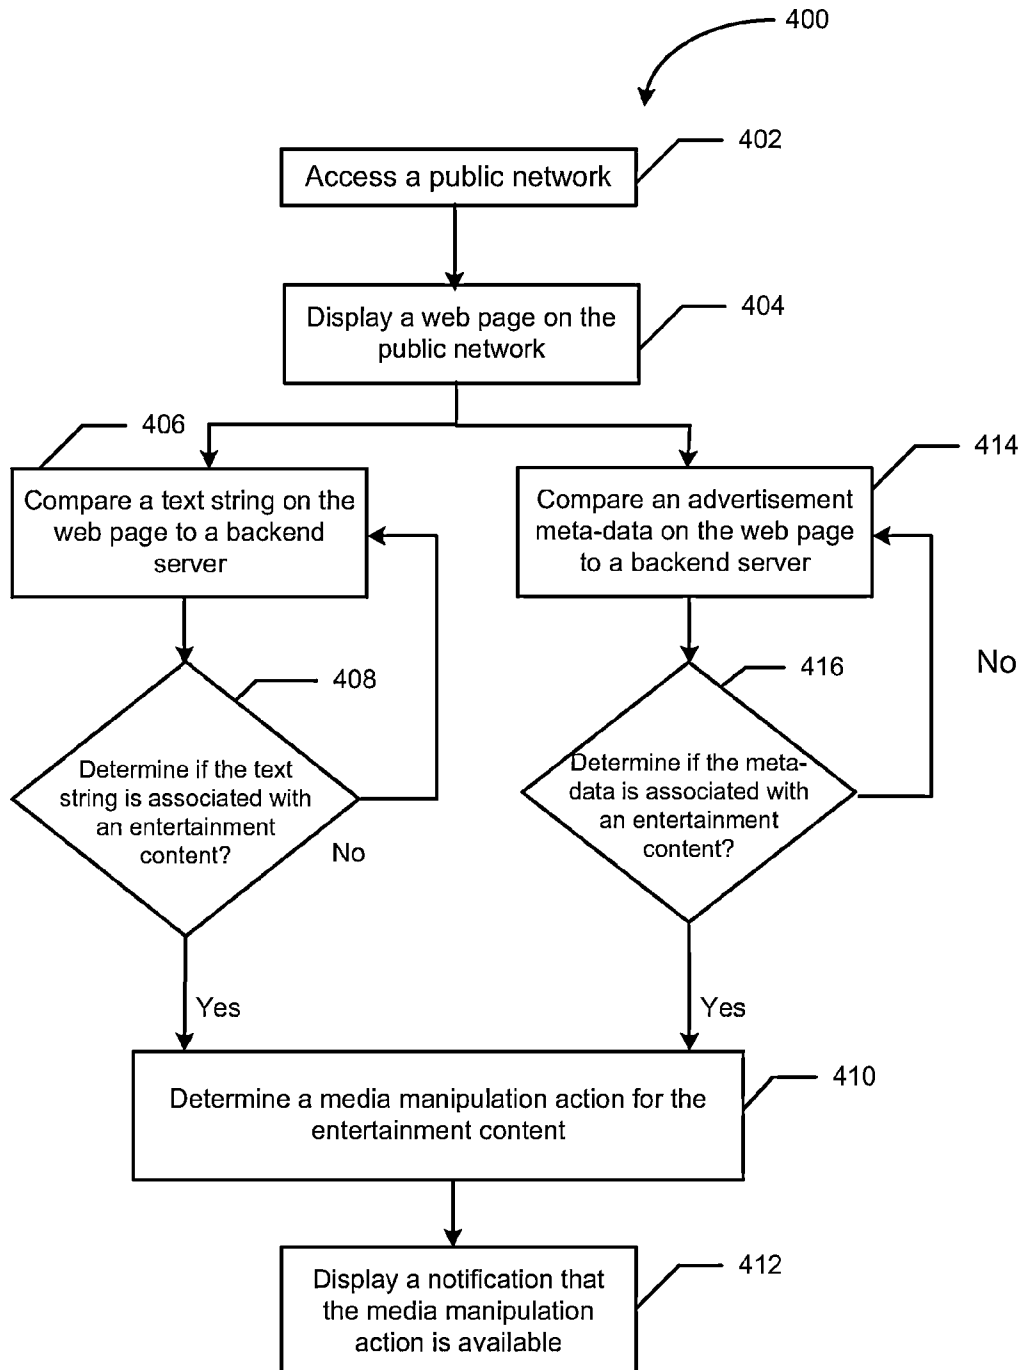 400
402
Access a public network
404
Display a web page on the
public network
406
414
Compare a text string on the
web page to a backend
server
Compare an advertisement
meta-data on the web page
to a backend server
408
416
No
Determine if the text
string is associated with
an entertainment
content?
No
Determine if the meta-
data is associated with
an entertainment
content?
Yes
Yes
410
Determine a media manipulation action for the
entertainment content
412
Display a notification that
the media manipulation
action is available